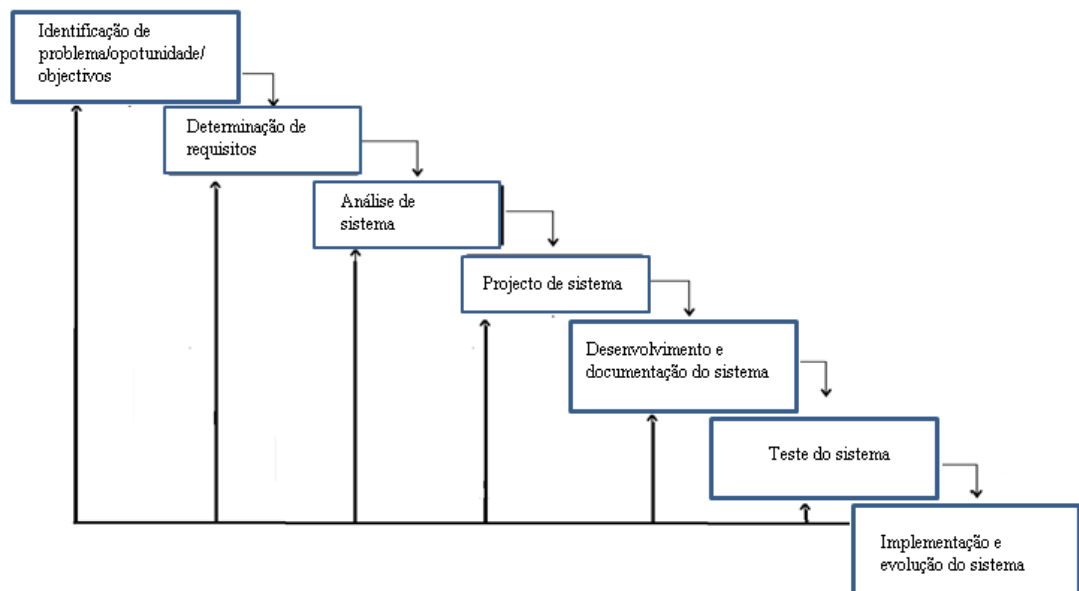 Identificação de
problema/opotunidade/
objectivos
Determinação de
requisitos
Análise de
sistema
Projecto de sistema
Desenvolvimento e
documentação do sistema
Teste do sistema
Implementação e
evolução do sistema